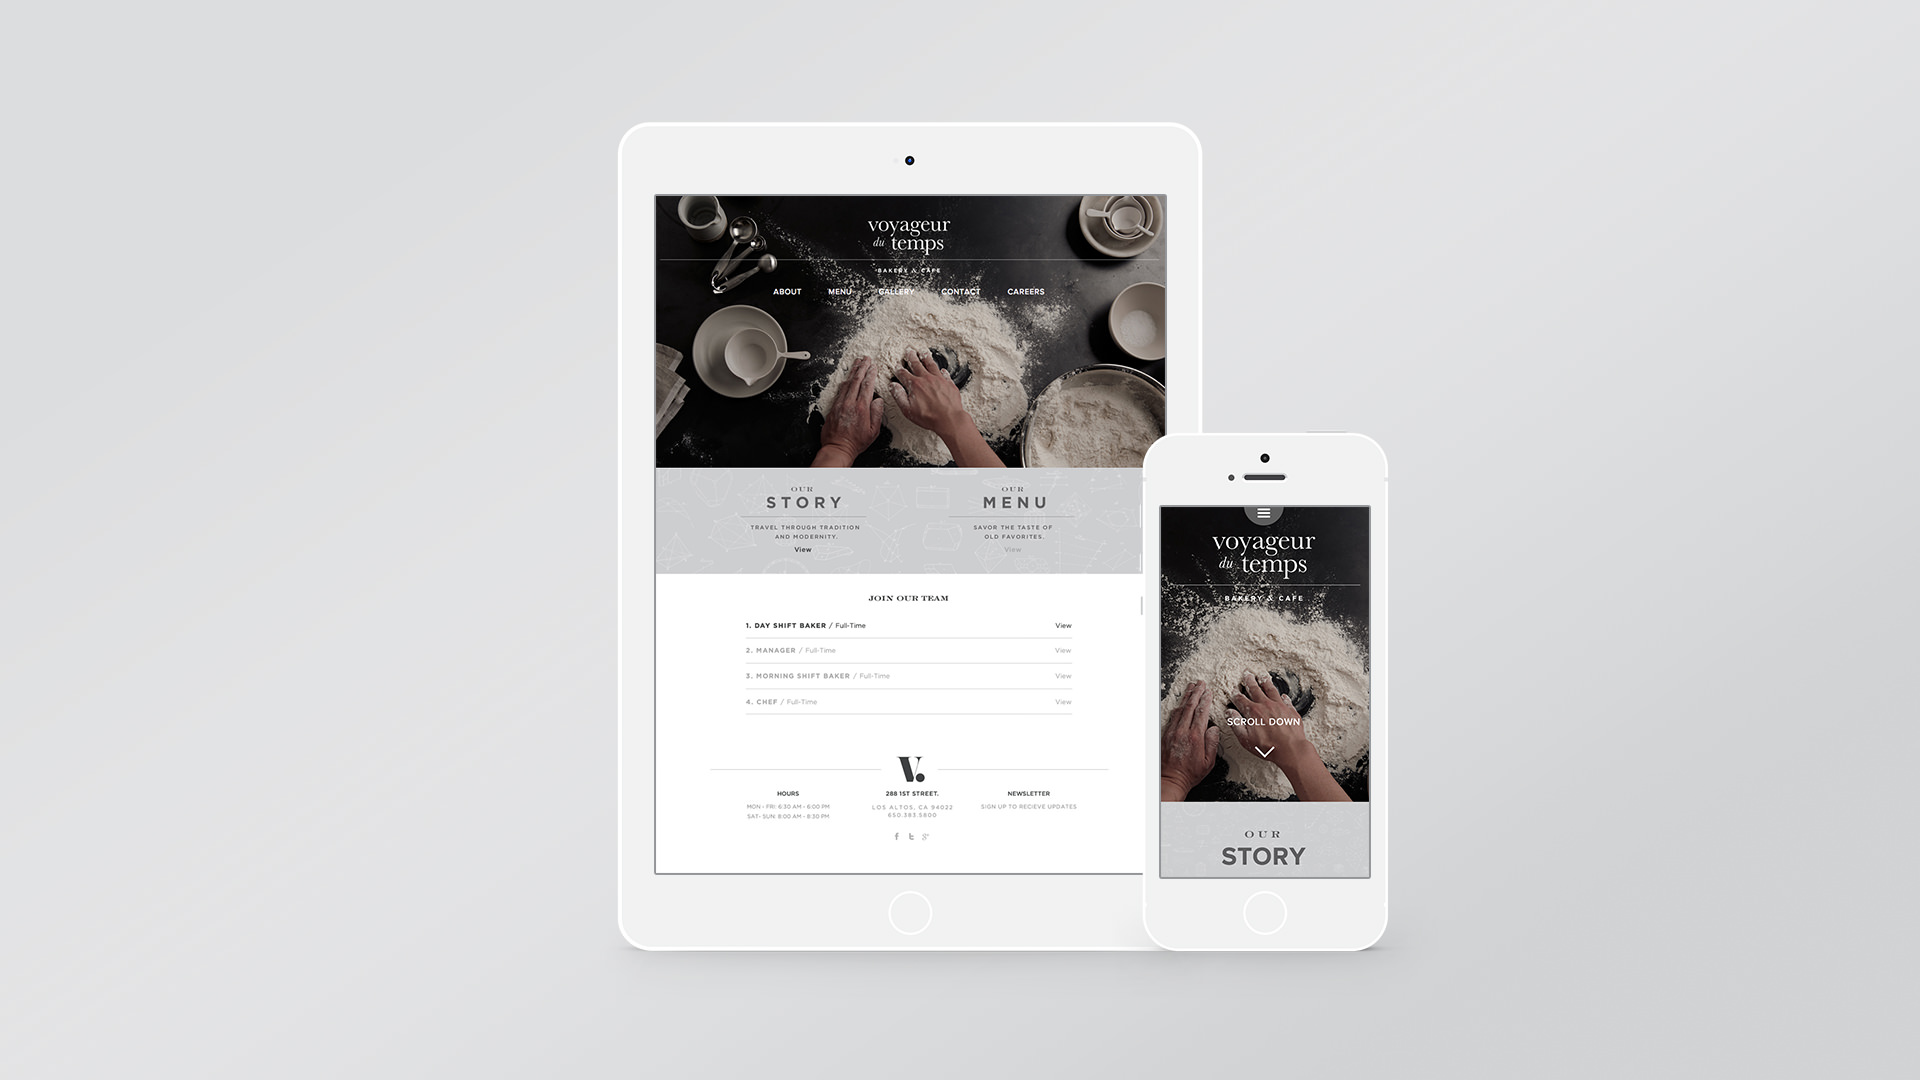 voyageur
du temps
BAKERY & CAFE
ABOUT MENU GALLERY CONTACT CAREERS
OUR
STORY
TRAVEL THROUGH TRADITION
AND MODERNITY.
View
OUR
MENU
SAVOR THE TASTE OF
OLD FAVORITES.
View
JOIN OUR TEAM
1. DAY SHIFT BAKER / Full-Time View
2. MANAGER / Full-Time View
3. MORNING SHIFT BAKER / Full-Time View
4. CHEF / Full-Time View
V.
HOURS
MON - FRI: 6:30 AM - 6:00 PM
SAT- SUN: 8:00 AM - 8:30 PM
288 1ST STREET.
LOS ALTOS, CA 94022
650.383.5800
NEWSLETTER
SIGN UP TO RECIEVE UPDATES
f t g+
voyageur
du temps
BAKERY & CAFE
SCROLL DOWN
OUR
STORY